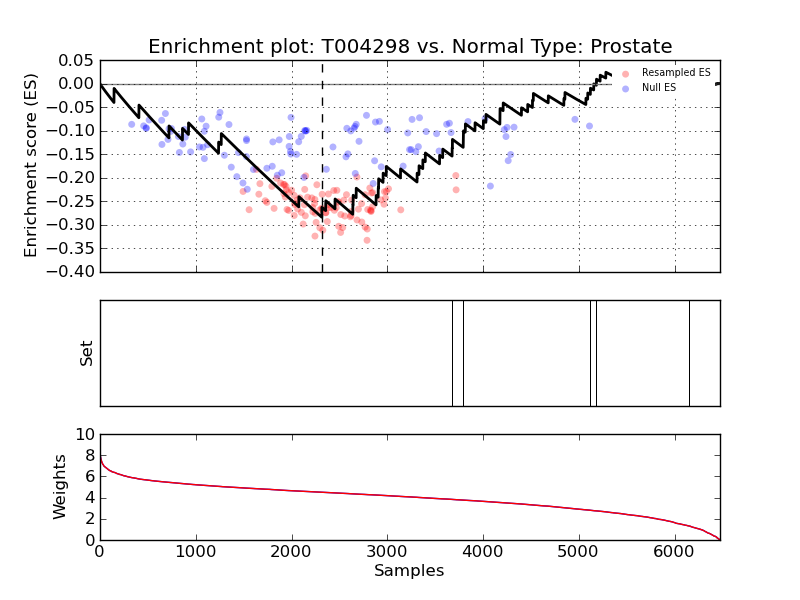 Enrichment plot: T004298 vs. Normal Type: Prostate
Enrichment score (ES)
0.05
0.00
−0.05
−0.10
−0.15
−0.20
−0.25
−0.30
−0.35
−0.40
Resampled ES
Null ES
Set
Weights
10
8
6
4
2
0
0 1000 2000 3000 4000 5000 6000
Samples